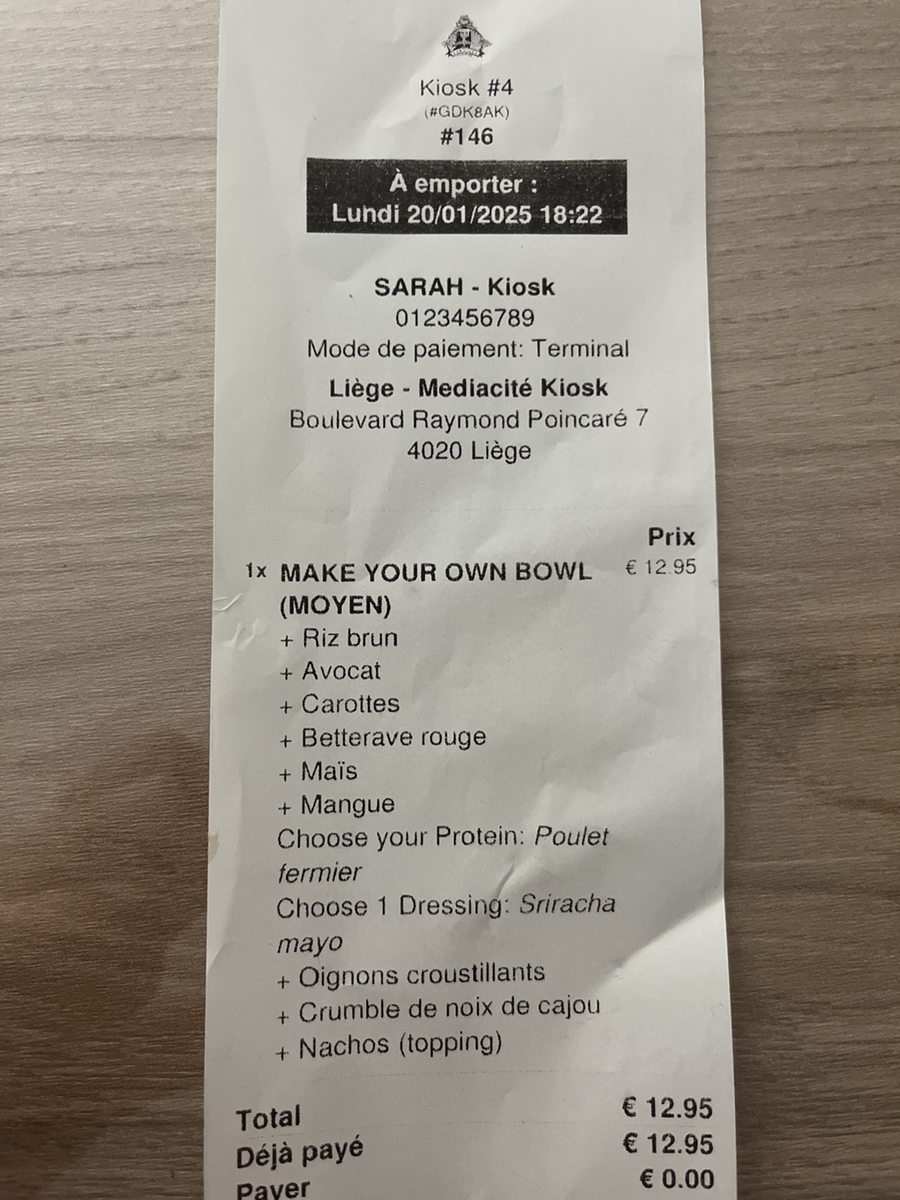 Kiosk #4
(#GDK8AK)
#146
À emporter :
Lundi 20/01/2025 18:22
SARAH - Kiosk
0123456789
Mode de paiement: Terminal
Liège - Mediacité Kiosk
Boulevard Raymond Poincaré 7
4020 Liège
Prix
1x MAKE YOUR OWN BOWL € 12.95
(MOYEN)
+ Riz brun
+ Avocat
+ Carottes
+ Betterave rouge
+ Maïs
+ Mangue
Choose your Protein: Poulet
fermier
Choose 1 Dressing: Sriracha
mayo
+ Oignons croustillants
+ Crumble de noix de cajou
+ Nachos (topping)
Total € 12.95
Déjà payé € 12.95
Payer € 0.00